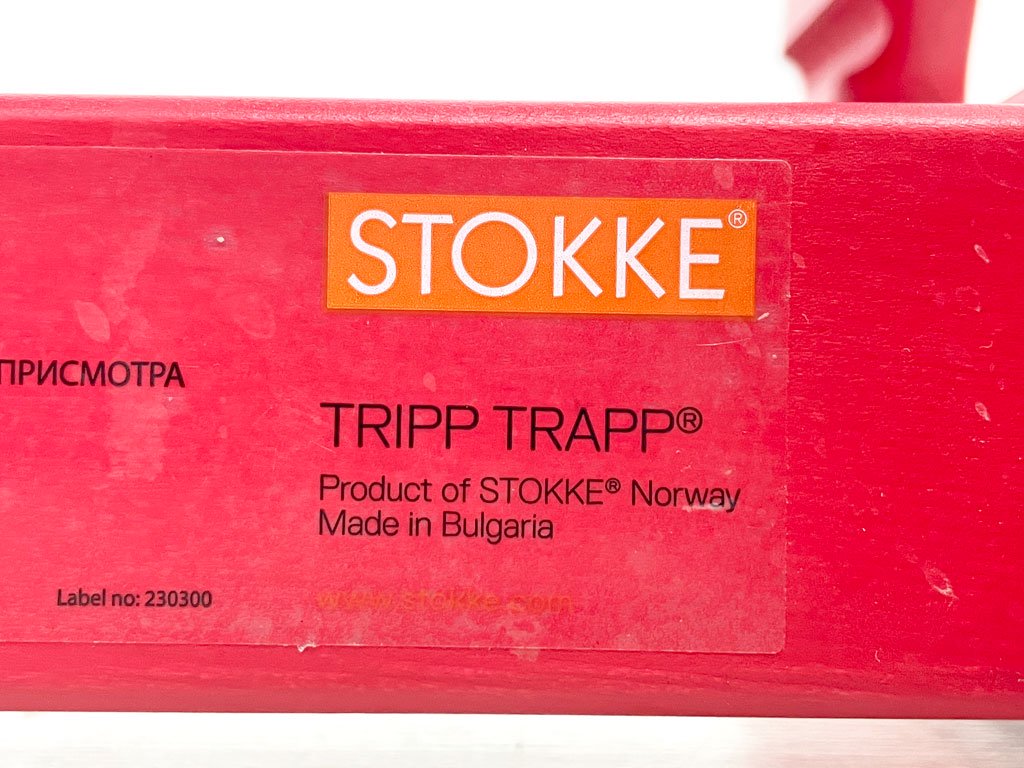 STOKKE®
ПРИСМОТРА
TRIPP TRAPP®
Product of STOKKE® Norway
Made in Bulgaria
Label no: 230300
www.stokke.com